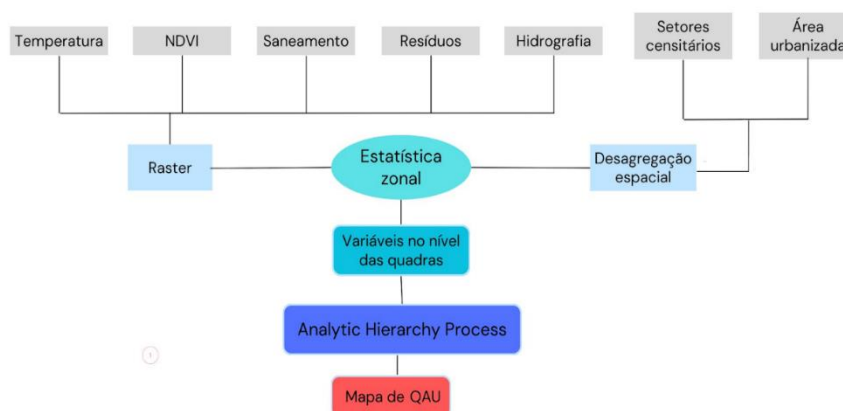 Temperatura
NDVI
Saneamento
Resíduos
Hidrografia
Setores
censitários
Área
urbanizada
Raster
Estatística
zonal
Desagregação
espacial
Variáveis no nível
das quadras
Analytic Hierarchy Process
Mapa de QAU